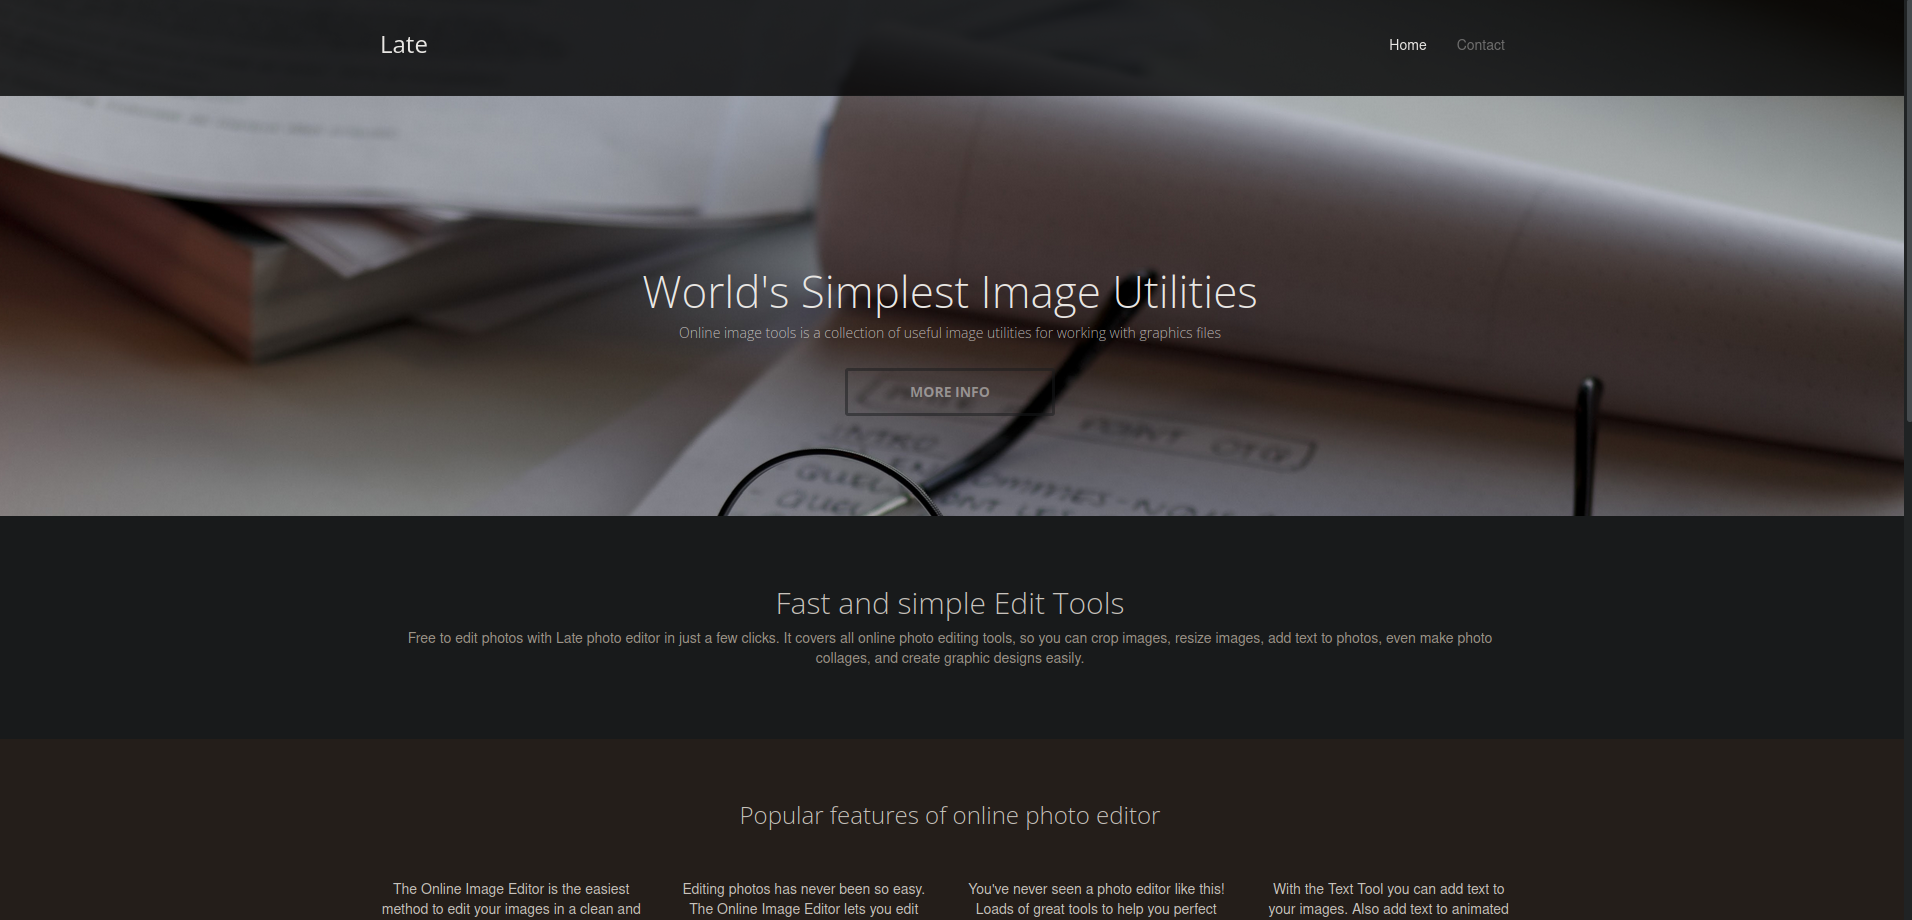 Late
Home Contact
World's Simplest Image Utilities
Online image tools is a collection of useful image utilities for working with graphics files
MORE INFO
INTRO
POINT
Fast and simple Edit Tools
Free to edit photos with Late photo editor in just a few clicks. It covers all online photo editing tools, so you can crop images, resize images, add text to photos, even make photo
collages, and create graphic designs easily.
Popular features of online photo editor
The Online Image Editor is the easiest
method to edit your images in a clean and
Editing photos has never been so easy.
The Online Image Editor lets you edit
You've never seen a photo editor like this!
Loads of great tools to help you perfect
With the Text Tool you can add text to
your images. Also add text to animated